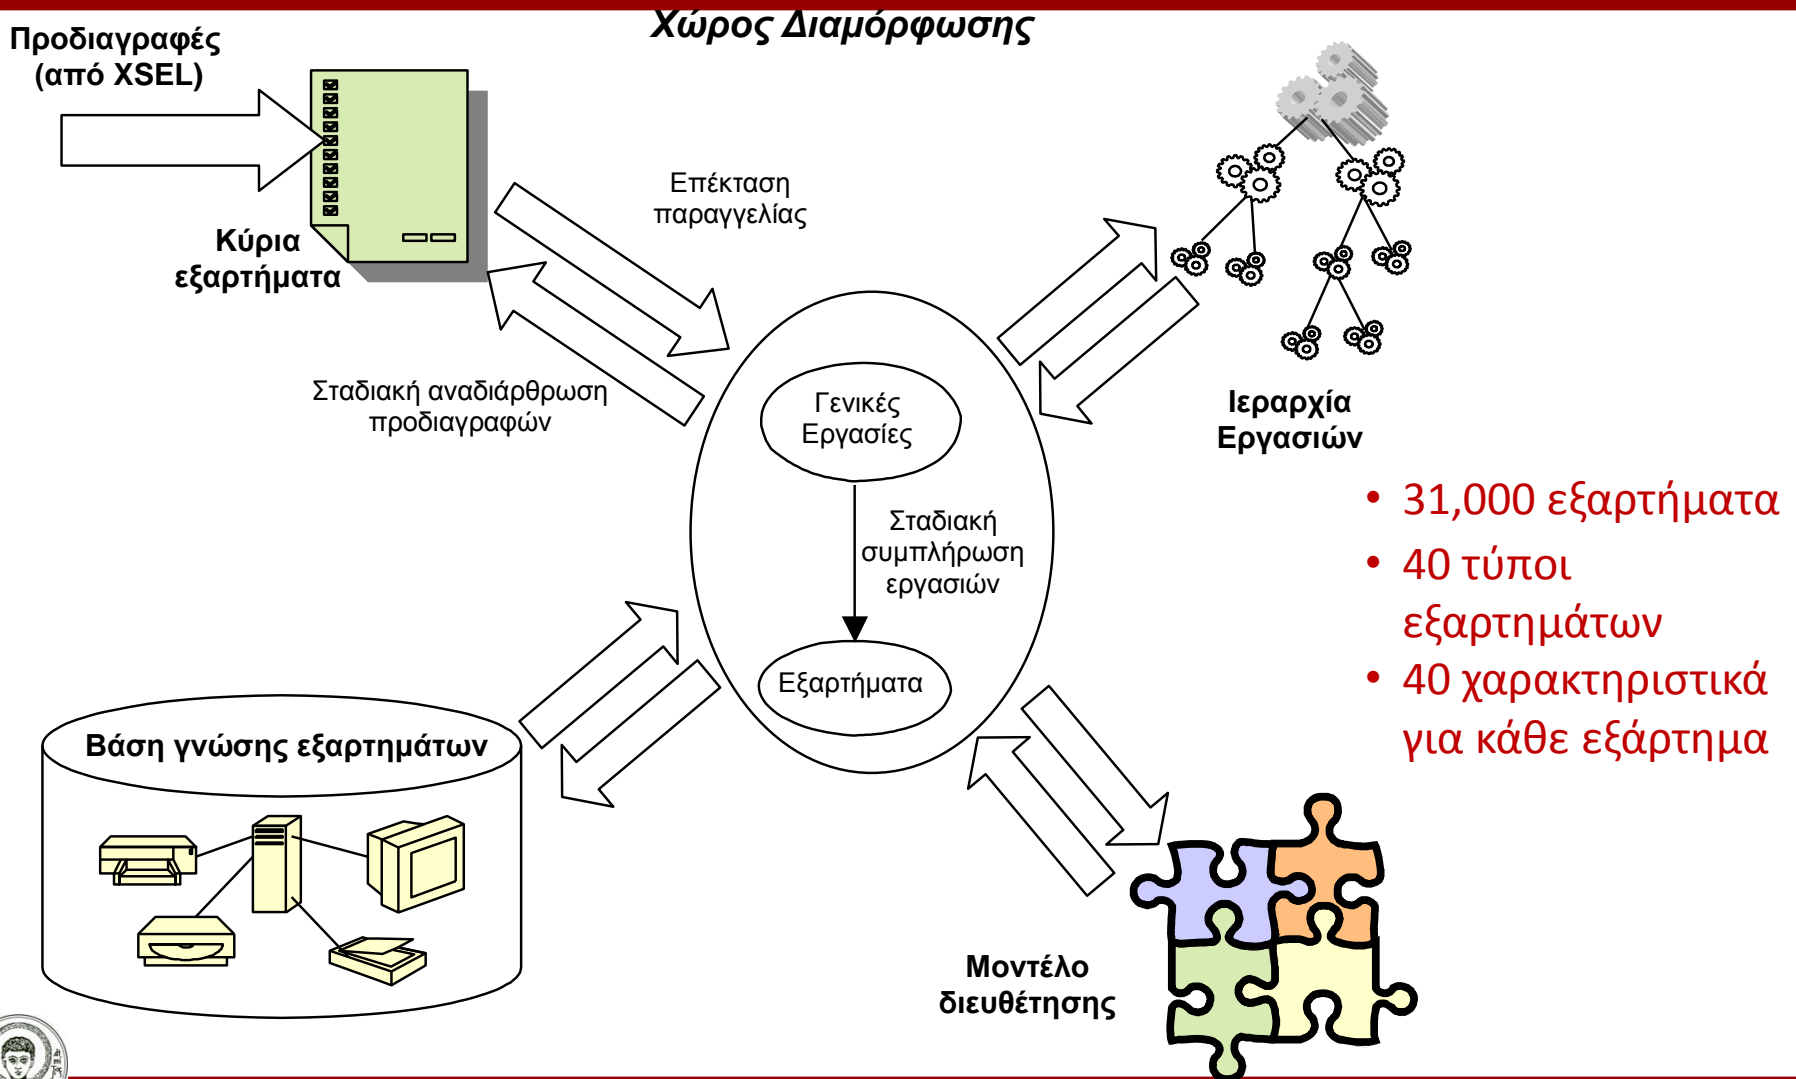 Χώρος Διαμόρφωσης
Προδιαγραφές
(από XSEL)
Κύρια
εξαρτήματα
Επέκταση
παραγγελίας
Σταδιακή αναδιάρθρωση
προδιαγραφών
Γενικές
Εργασίες
Σταδιακή
συμπλήρωση
εργασιών
Εξαρτήματα
Ιεραρχία
Εργασιών
• 31,000 εξαρτήματα
• 40 τύποι
εξαρτημάτων
• 40 χαρακτηριστικά
για κάθε εξάρτημα
Βάση γνώσης εξαρτημάτων
Μοντέλο
διευθέτησης